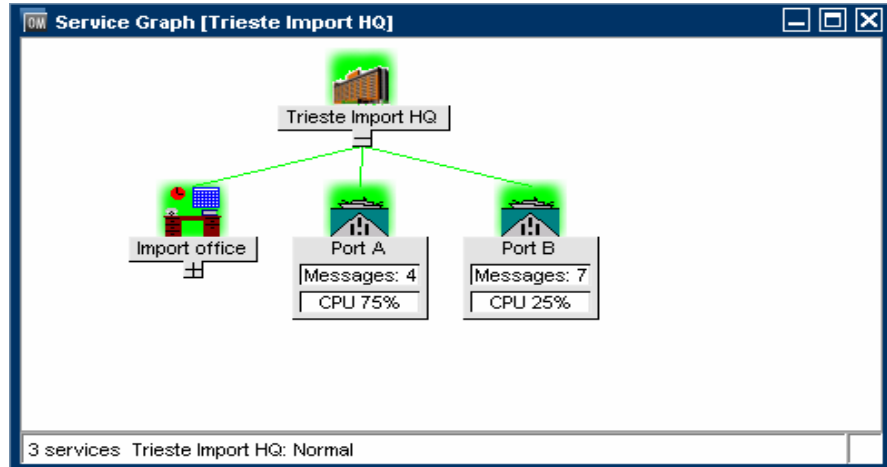 OM Service Graph [Trieste Import HQ]
Trieste Import HQ
Import office
Port A
Messages: 4
CPU 75%
Port B
Messages: 7
CPU 25%
3 services Trieste Import HQ: Normal